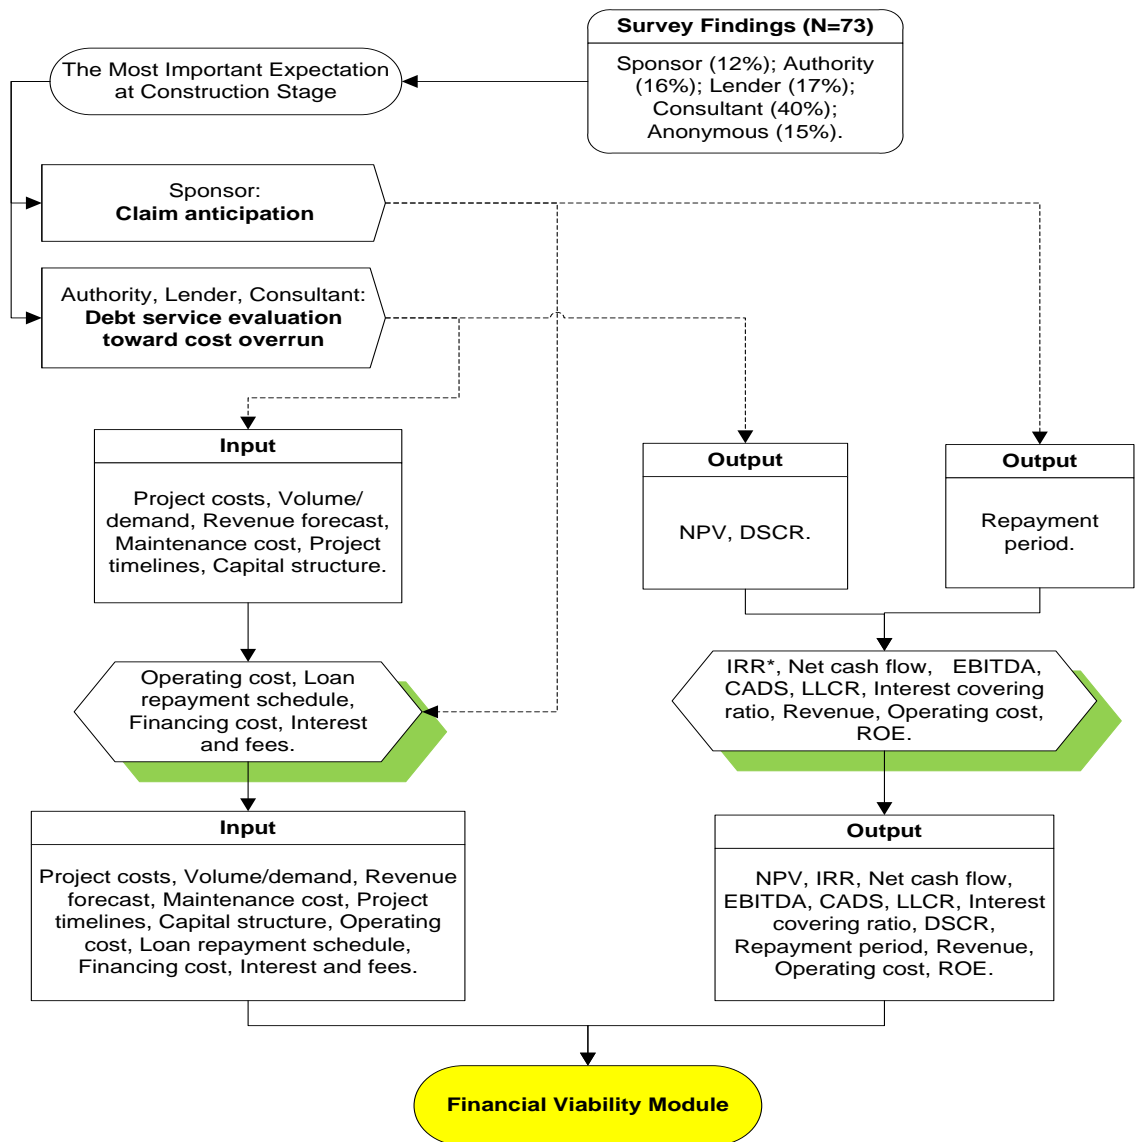 Survey Findings (N=73)
Sponsor (12%); Authority
(16%); Lender (17%);
Consultant (40%);
Anonymous (15%).
The Most Important Expectation
at Construction Stage
Sponsor:
Claim anticipation
Authority, Lender, Consultant:
Debt service evaluation
toward cost overrun
Input
Project costs, Volume/
demand, Revenue forecast,
Maintenance cost, Project
timelines, Capital structure.
Output
NPV, DSCR.
Output
Repayment
period.
Operating cost, Loan
repayment schedule,
Financing cost, Interest
and fees.
IRR*, Net cash flow, EBITDA,
CADS, LLCR, Interest covering
ratio, Revenue, Operating cost,
ROE.
Input
Project costs, Volume/demand, Revenue
forecast, Maintenance cost, Project
timelines, Capital structure, Operating
cost, Loan repayment schedule,
Financing cost, Interest and fees.
Output
NPV, IRR, Net cash flow,
EBITDA, CADS, LLCR, Interest
covering ratio, DSCR,
Repayment period, Revenue,
Operating cost, ROE.
Financial Viability Module